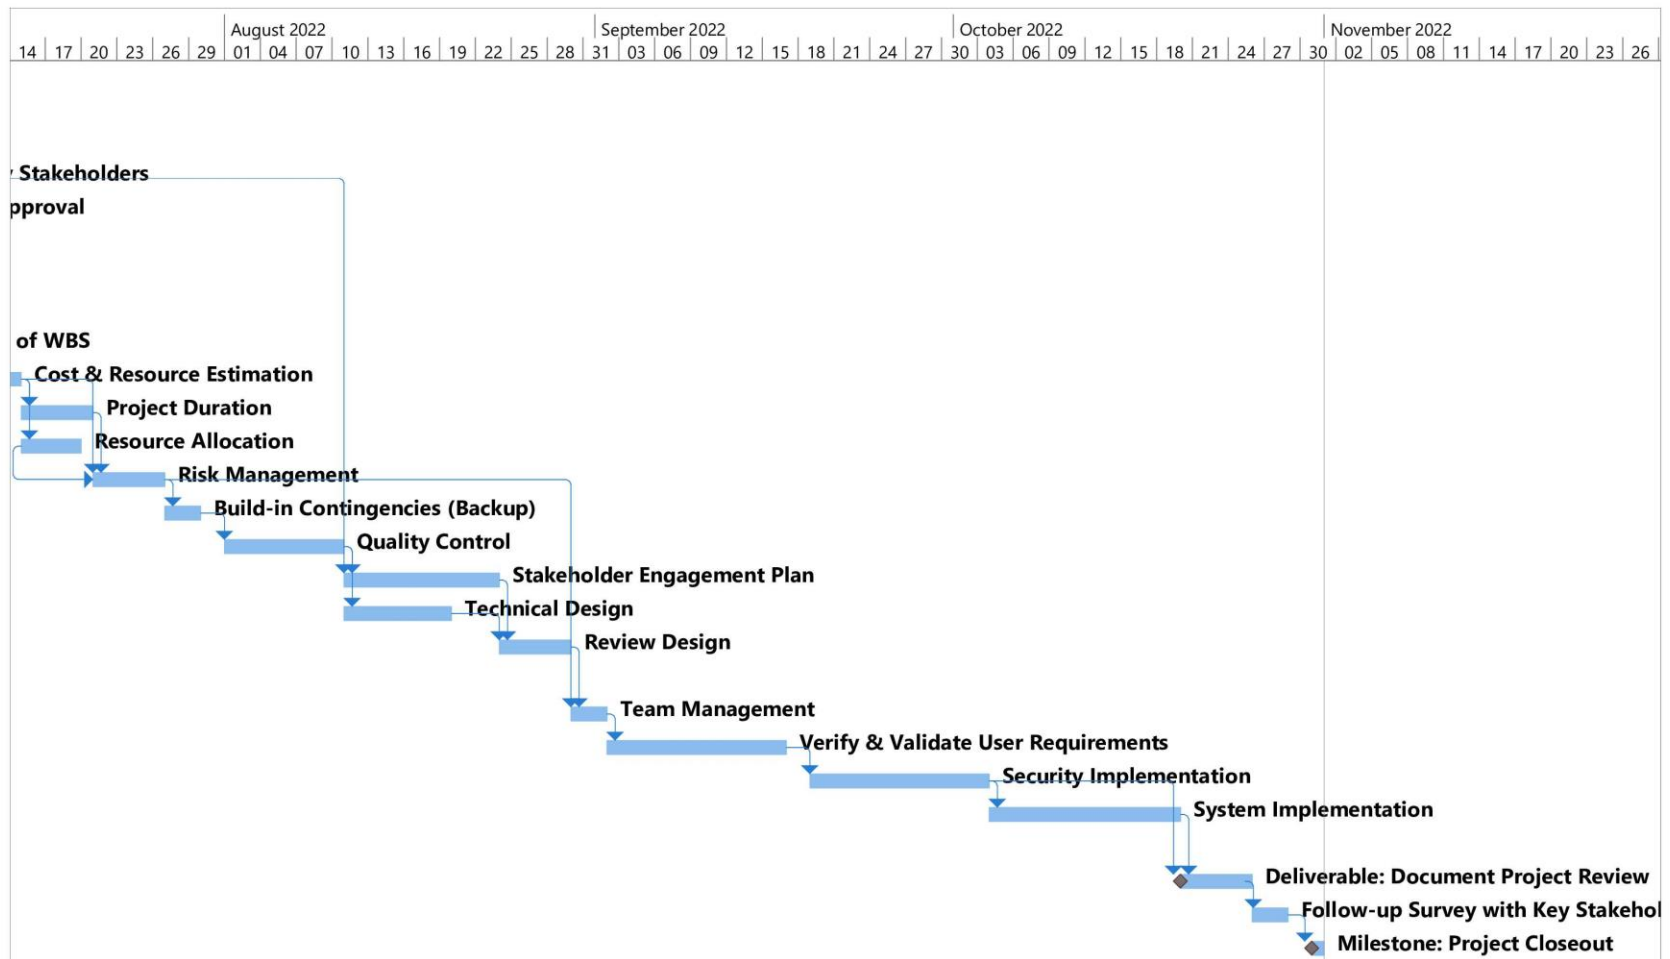 August 2022 September 2022 October 2022 November 2022
14 17 20 23 26 29 01 04 07 10 13 16 19 22 25 28 31 03 06 09 12 15 18 21 24 27 30 03 06 09 12 15 18 21 24 27 30 02 05 08 11 14 17 20 23 26
Stakeholders
pproval
of WBS
Cost & Resource Estimation
Project Duration
Resource Allocation
Risk Management
Build-in Contingencies (Backup)
Quality Control
Stakeholder Engagement Plan
Technical Design
Review Design
Team Management
Verify & Validate User Requirements
Security Implementation
System Implementation
Deliverable: Document Project Review
Follow-up Survey with Key Stakehol
Milestone: Project Closeout